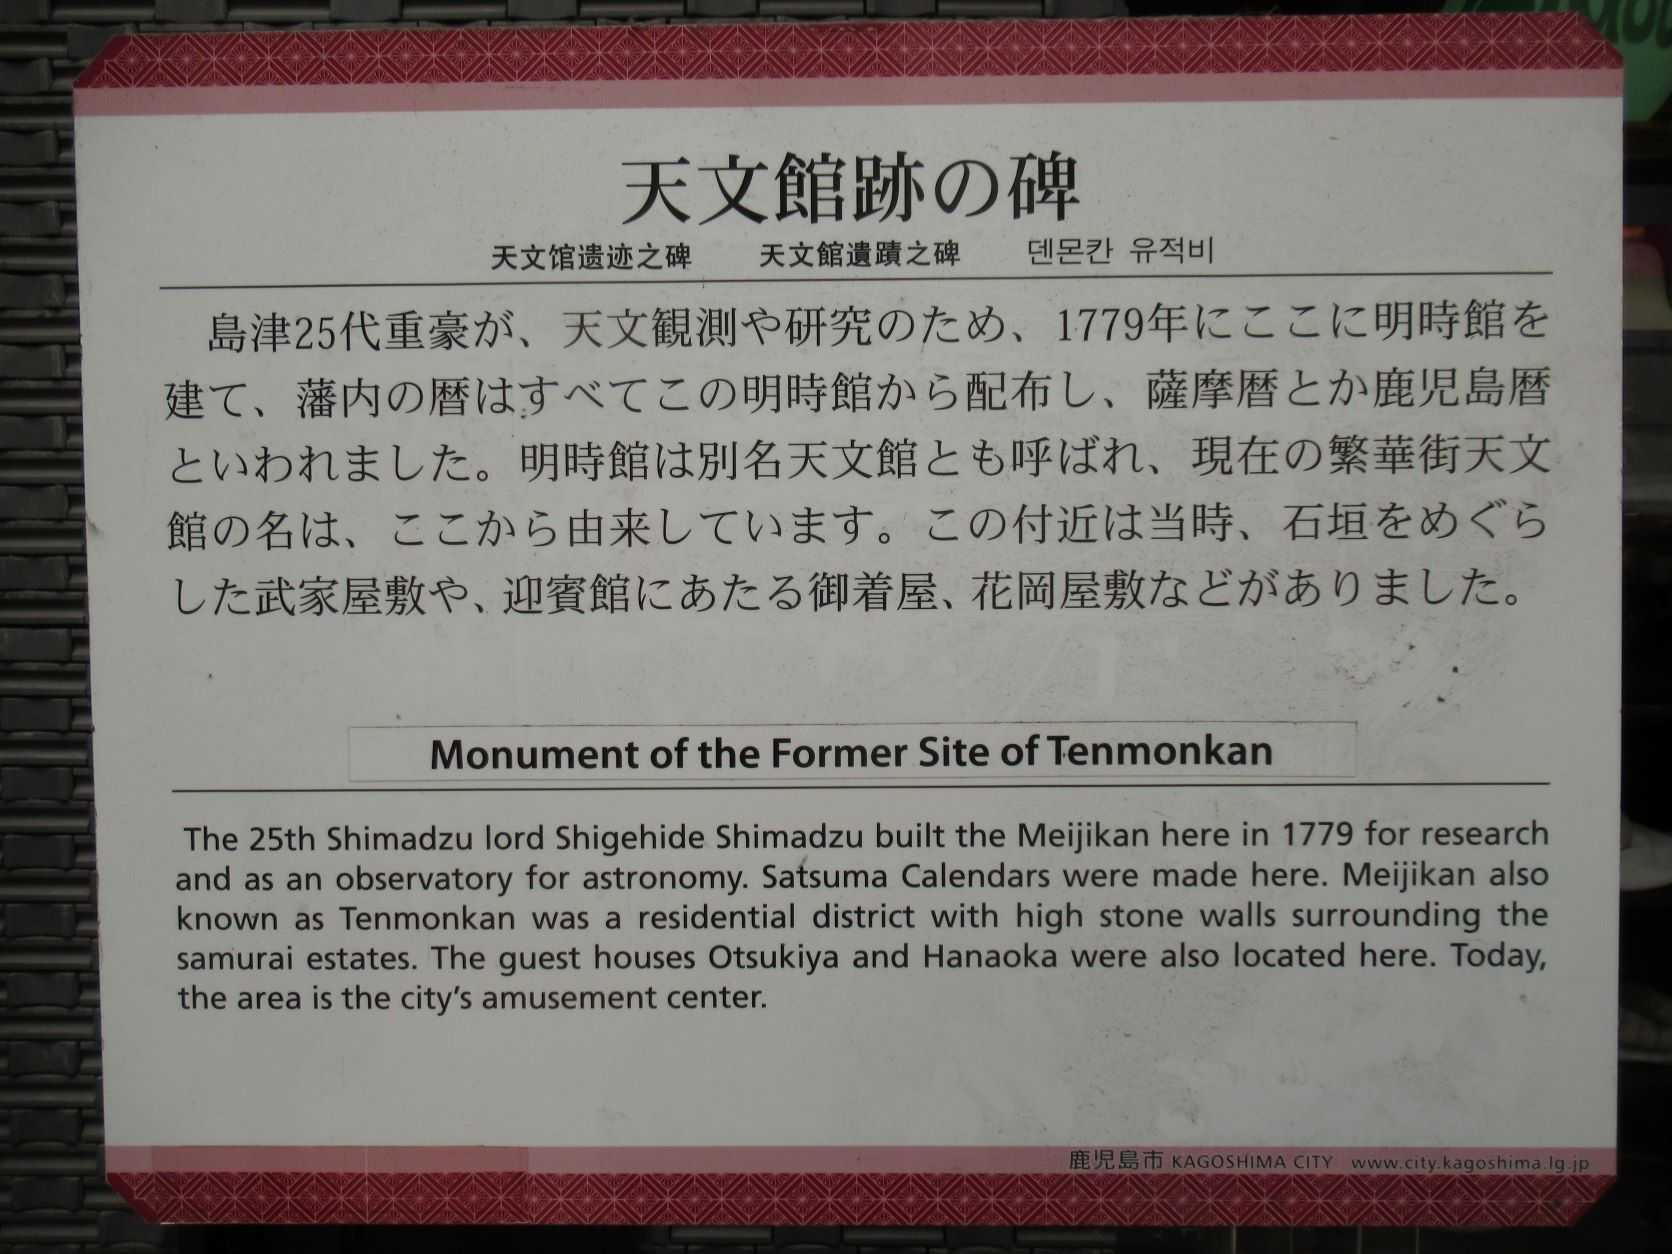 天文館跡の碑
天文馆遗迹之碑 天文館遺蹟之碑 덴몬칸 유적비
島津25代重豪が、天文観測や研究のため、1779年にここに明時館を
建て、藩内の暦はすべてこの明時館から配布し、薩摩暦とか鹿児島暦
といわれました。明時館は別名天文館とも呼ばれ、現在の繁華街天文
館の名は、ここから由来しています。この付近は当時、石垣をめぐら
した武家屋敷や、迎賓館にあたる御着屋、花岡屋敷などがありました。
Monument of the Former Site of Tenmonkan
The 25th Shimadzu lord Shigehide Shimadzu built the Meijikan here in 1779 for research
and as an observatory for astronomy. Satsuma Calendars were made here. Meijikan also
known as Tenmonkan was a residential district with high stone walls surrounding the
samurai estates. The guest houses Otsukiya and Hanaoka were also located here. Today,
the area is the city's amusement center.
鹿児島市 KAGOSHIMA CITY www.city.kagoshima.lg.jp